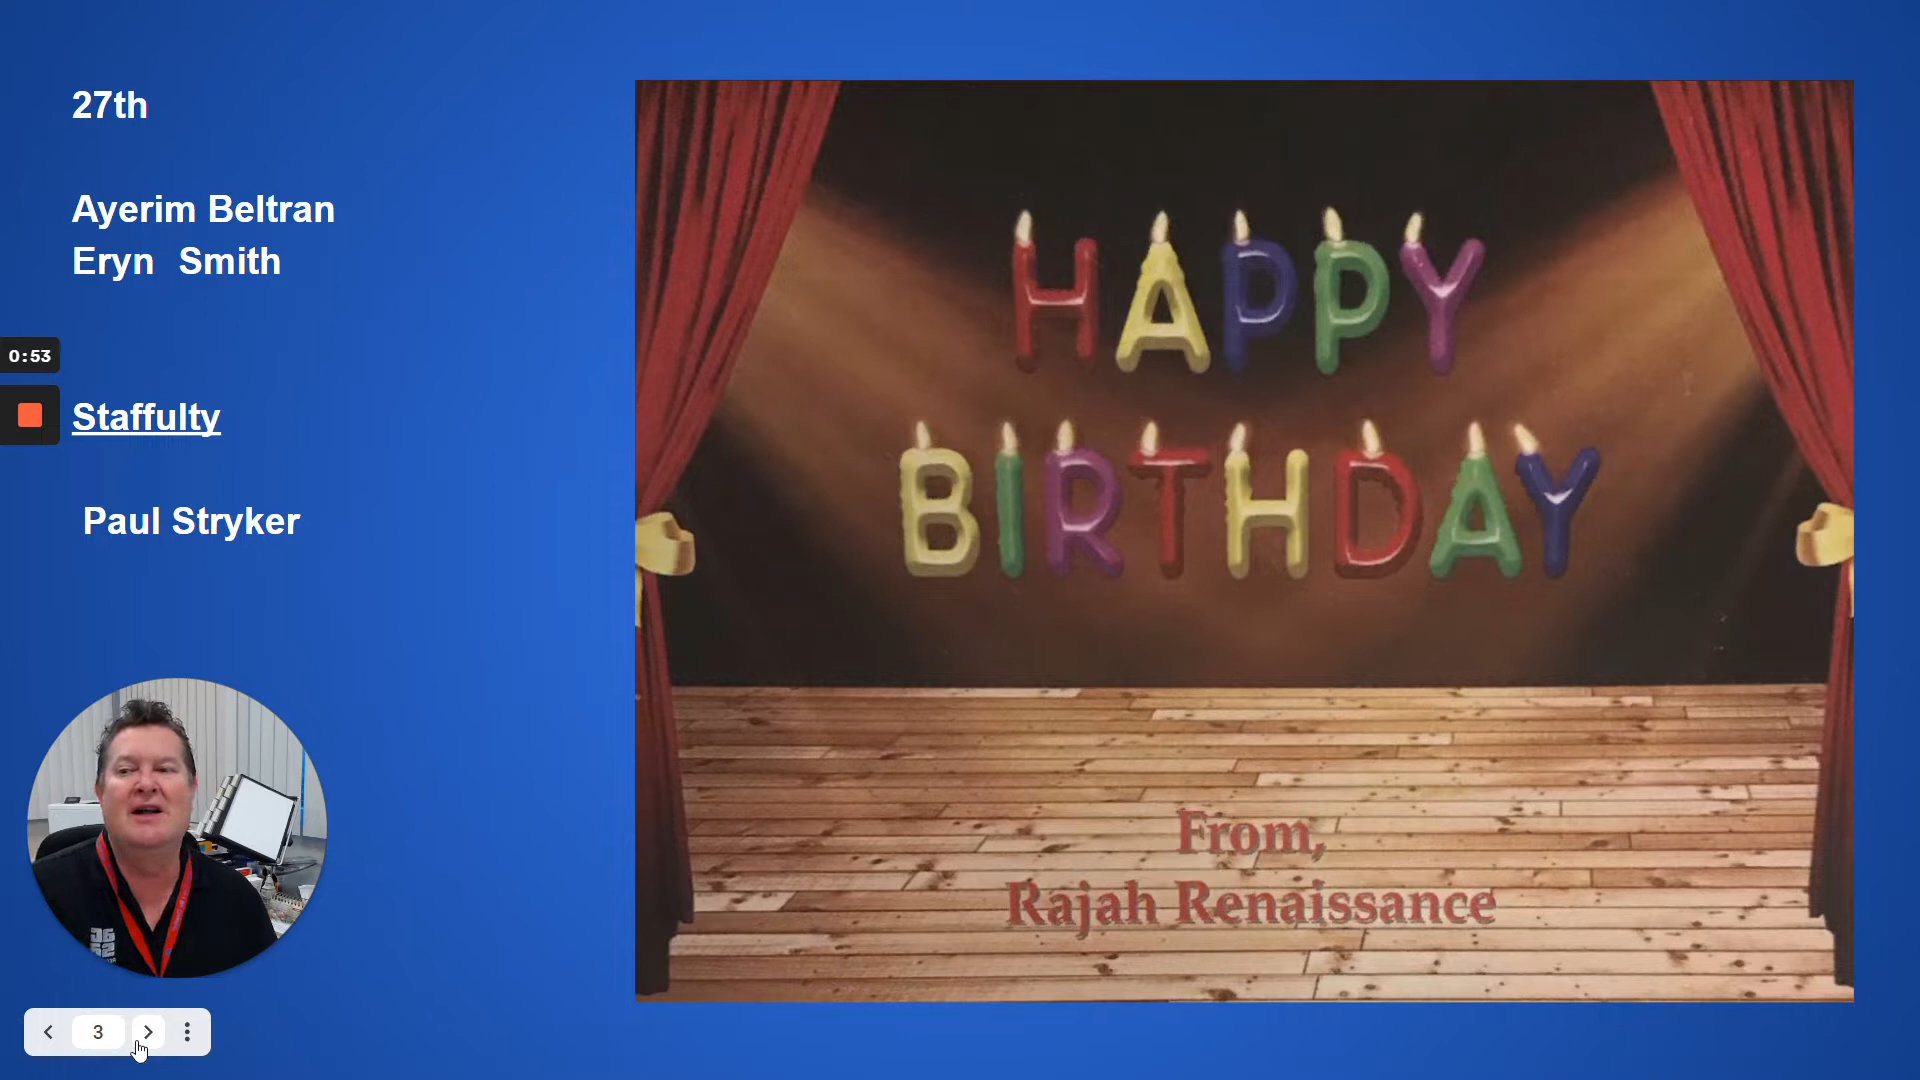 27th
Ayerim Beltran
Eryn Smith
0:53
Staffulty
Paul Stryker
HAPPY
BIRTHDAY
From,
Rajah Renaissance
3